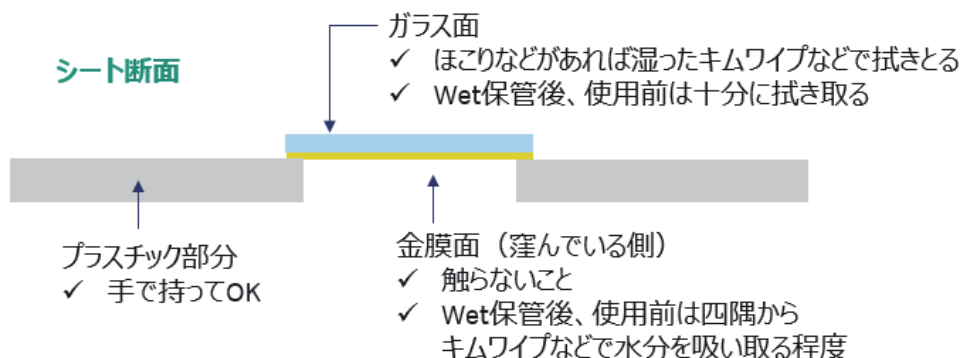 シート断面
ガラス面
✓ ほこりなどがあれば湿ったキムワイプなどで拭きとる
✓ Wet保管後、使用前は十分に拭き取る
プラスチック部分
✓ 手で持ってOK
金膜面（窪んでいる側）
✓ 触らないこと
✓ Wet保管後、使用前は四隅から
キムワイプなどで水分を吸い取る程度